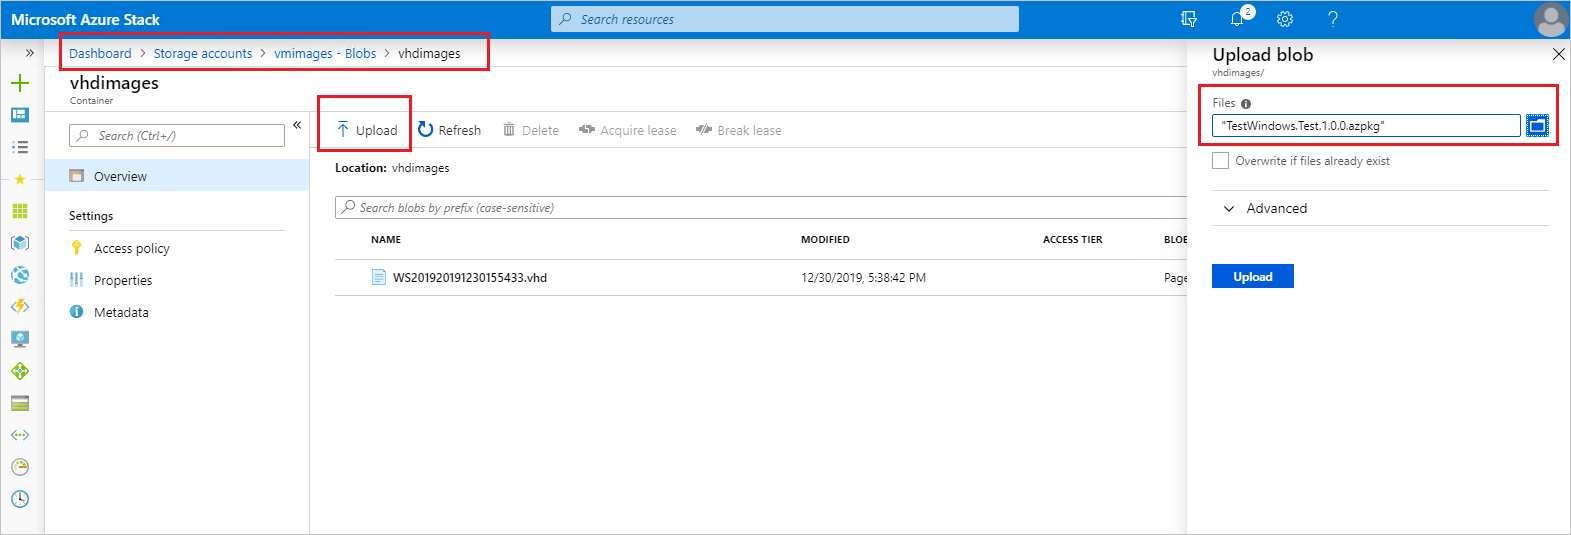 Microsoft Azure Stack
Search resources
2
Dashboard > Storage accounts > vmimages - Blobs > vhdimages
vhdimages
Container
Search (Ctrl+/)
Overview
Settings
Access policy
Properties
Metadata
Upload Refresh Delete Acquire lease Break lease
Location: vhdimages
Search blobs by prefix (case-sensitive)
NAME MODIFIED ACCESS TIER BLOB
WS201920191230155433.vhd 12/30/2019, 5:38:42 PM Page
Upload blob
vhdimages/
Files
"TestWindows.Test.1.0.0.azpkg"
Overwrite if files already exist
Advanced
Upload